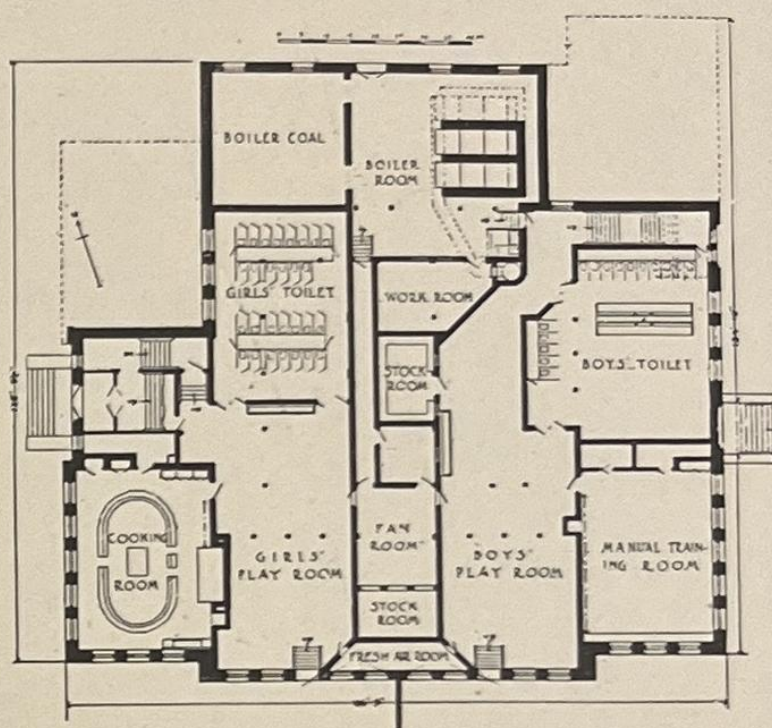 BOILER COAL
BOILER
ROOM
GIRLS' TOILET
WORK ROOM
STOCK
ROOM
BOYS' TOILET
COOKING
ROOM
GIRLS'
PLAY ROOM
FAN
ROOM
BOYS'
PLAY ROOM
MANUAL TRAIN-
ING ROOM
STOCK
ROOM
FRESH AIR ROOM